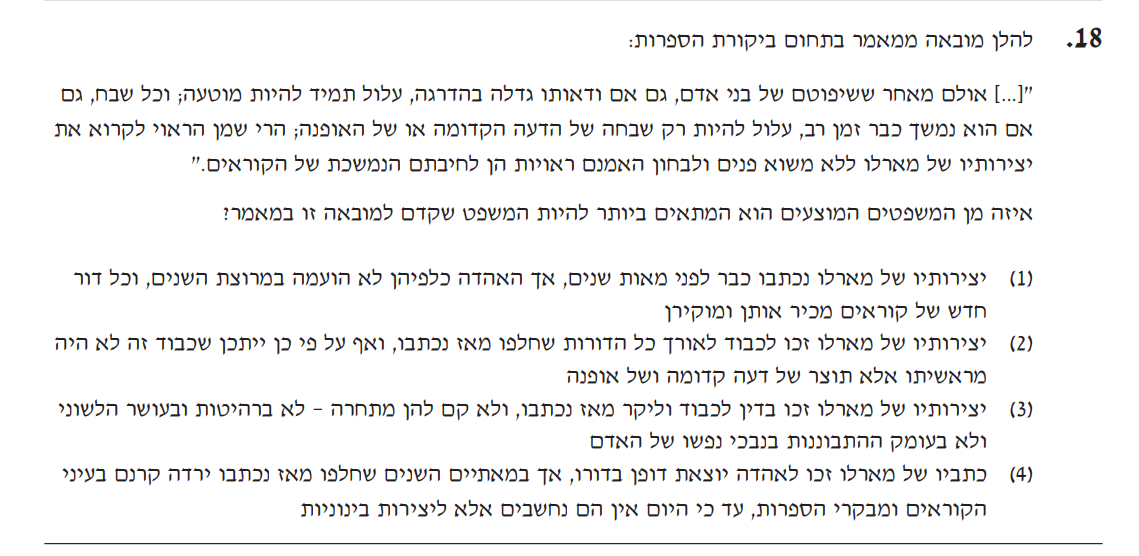 18. להלן מובאה ממאמר בתחום ביקורת הספרות:
"[...] אולם מאחר ששיפוטם של בני אדם, גם אם ודאותו גדלה בהדרגה, עלול תמיד להיות מוטעה; וכל שבח, גם
אם הוא נמשך כבר זמן רב, עלול להיות רק שבחה של הדעה הקדומה או של האופנה; הרי שמן הראוי לקרוא את
יצירותיו של מארלו ללא משוא פנים ולבחון האמנם ראויות הן לחיבתם הנמשכת של הקוראים."
איזה מן המשפטים המוצעים הוא המתאים ביותר להיות המשפט שקדם למובאה זו במאמר?
(1) יצירותיו של מארלו נכתבו כבר לפני מאות שנים, אך האהדה כלפיהן לא הועמה במרוצת השנים, וכל דור
חדש של קוראים מכיר אותן ומוקירן
(2) יצירותיו של מארלו זכו לכבוד לאורך כל הדורות שחלפו מאז נכתבו, ואף על פי כן ייתכן שכבוד זה לא היה
מראשיתו אלא תוצר של דעה קדומה ושל אופנה
(3) יצירותיו של מארלו זכו בדין לכבוד וליקר מאז נכתבו, ולא קם להן מתחרה – לא ברהיטות ובעושר הלשוני
ולא בעומק ההתבוננות בנבכי נפשו של האדם
(4) כתביו של מארלו זכו לאהדה יוצאת דופן בדורו, אך במאתיים השנים שחלפו מאז נכתבו ירדה קרנם בעיני
הקוראים ומבקרי הספרות, עד כי היום אין הם נחשבים אלא ליצירות בינוניות